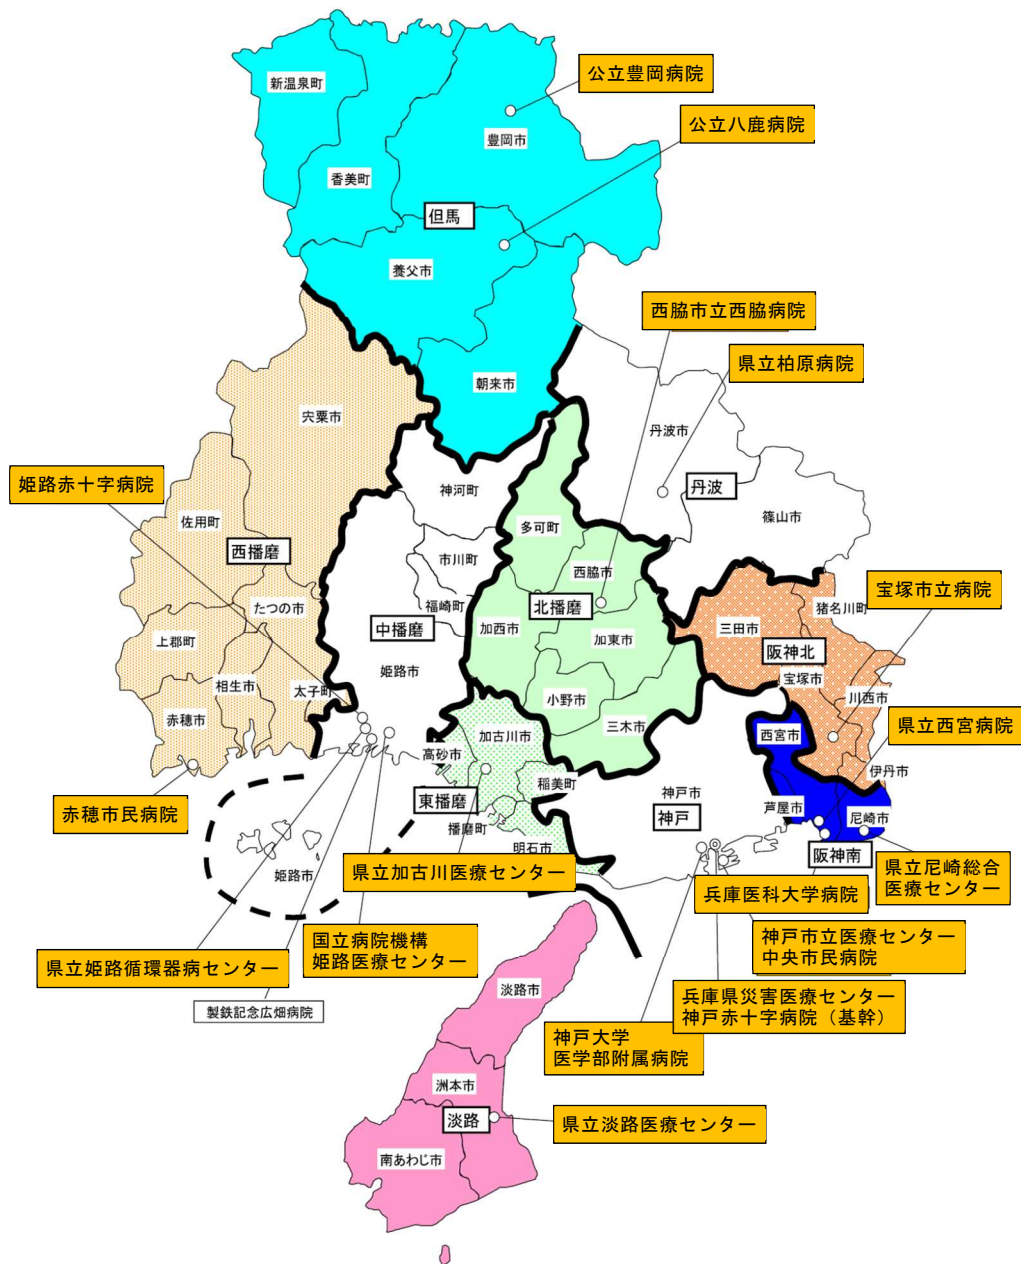 公立豊岡病院
新温泉町
公立八鹿病院
豊岡市
香美町
但馬
養父市
西脇市立西脇病院
県立柏原病院
朝来市
宍粟市
丹波市
姫路赤十字病院
神河町
丹波
佐用町
多可町
篠山市
西播磨
市川町
西脇市
宝塚市立病院
たつの市
福崎町
北播磨
猪名川町
中播磨
加西市
三田市
上郡町
加東市
阪神北
姫路市
宝塚市
相生市
太子町
小野市
川西市
赤穂市
三木市
県立西宮病院
加古川市
西宮市
高砂市
伊丹市
稲美町
神戸市
東播磨
芦屋市
赤穂市民病院
神戸
尼崎市
播磨町
明石市
阪神南
姫路市
県立加古川医療センター
県立尼崎総合
医療センター
兵庫医科大学病院
国立病院機構
姫路医療センター
神戸市立医療センター
中央市民病院
県立姫路循環器病センター
淡路市
兵庫県災害医療センター
神戸赤十字病院（基幹）
製鉄記念広畑病院
神戸大学
医学部附属病院
洲本市
淡路
県立淡路医療センター
南あわじ市